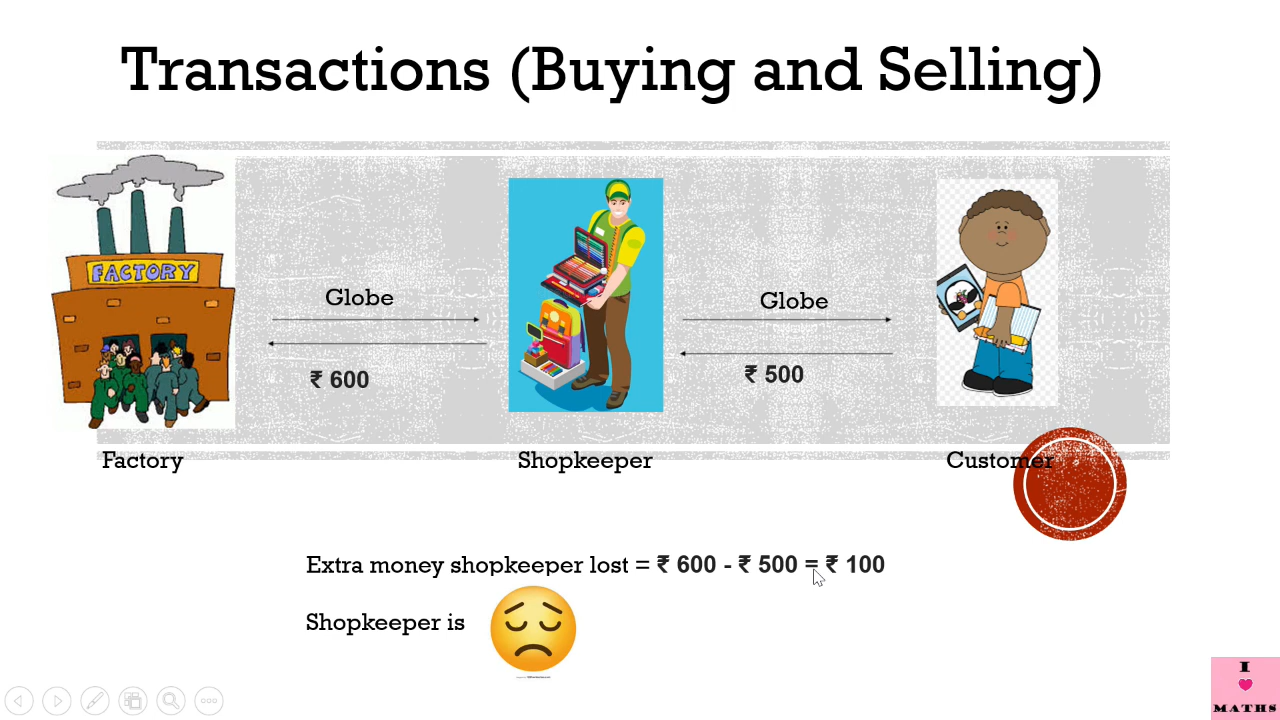 Transactions (Buying and Selling)
FACTORY
Globe
Globe
₹ 600
₹ 500
Factory
Shopkeeper
Customer
Extra money shopkeeper lost = ₹ 600 - ₹ 500 = ₹ 100
Shopkeeper is
I
MATHS